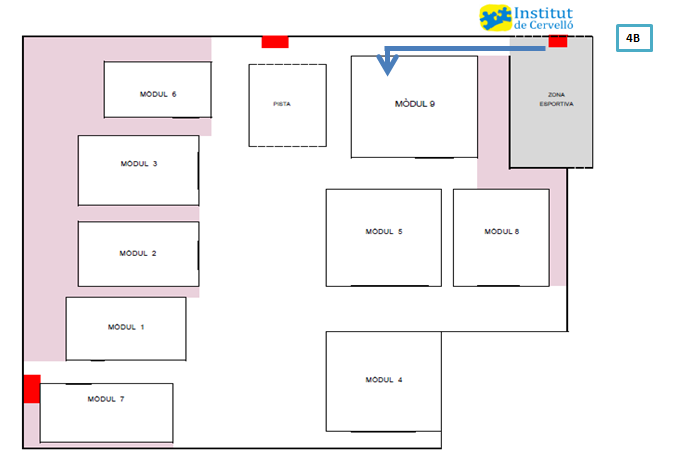 Institut
de Cervelló
4B
MÒDUL 6
PISTA
MÒDUL 9
ZONA
ESPORTIVA
MÒDUL 3
MÒDUL 5
MÒDUL 8
MÒDUL 2
MÒDUL 1
MÒDUL 4
MÒDUL 7